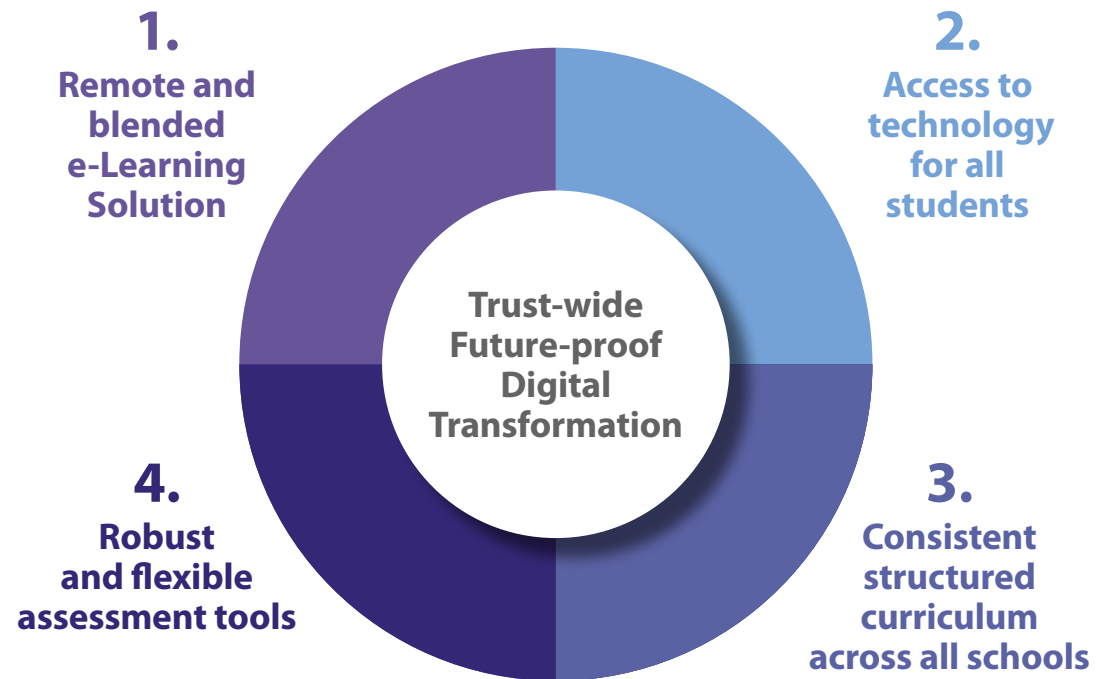 1.
Remote and
blended
e-Learning
Solution
2.
Access to
technology
for all
students
Trust-wide
Future-proof
Digital
Transformation
3.
Consistent
structured
curriculum
across all schools
4.
Robust
and flexible
assessment tools